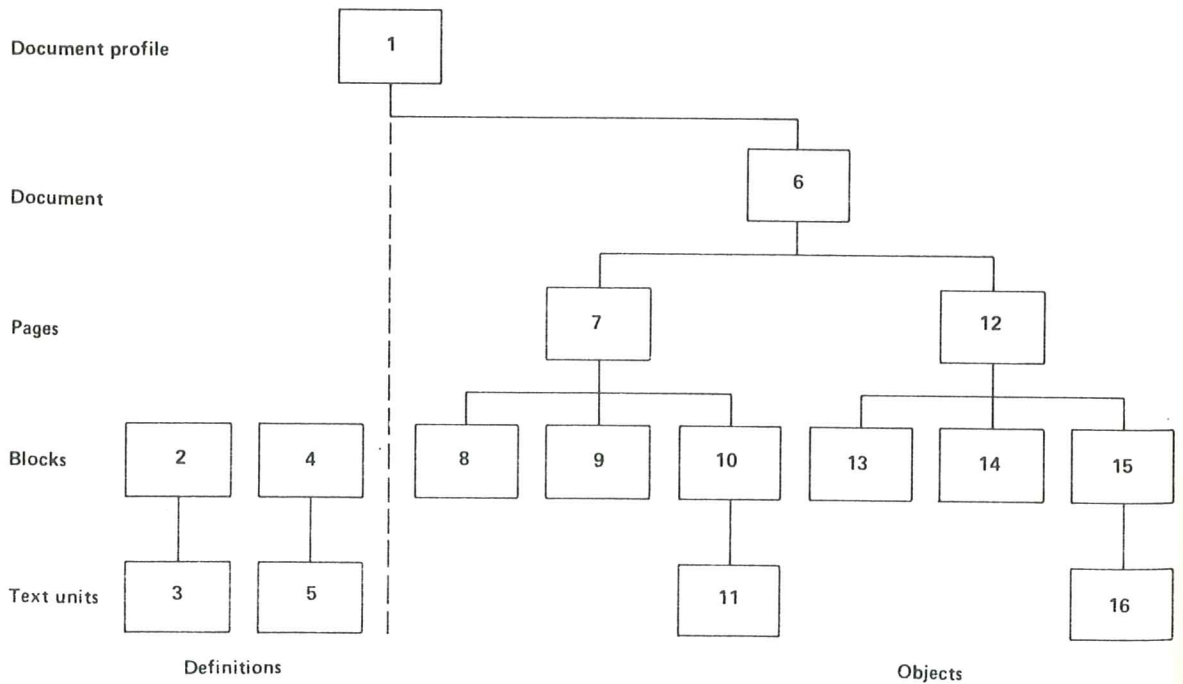 Document profile 1
Document 6
Pages 7 12
Blocks 2 4 8 9 10 13 14 15
Text units 3 5 11 16
Definitions Objects